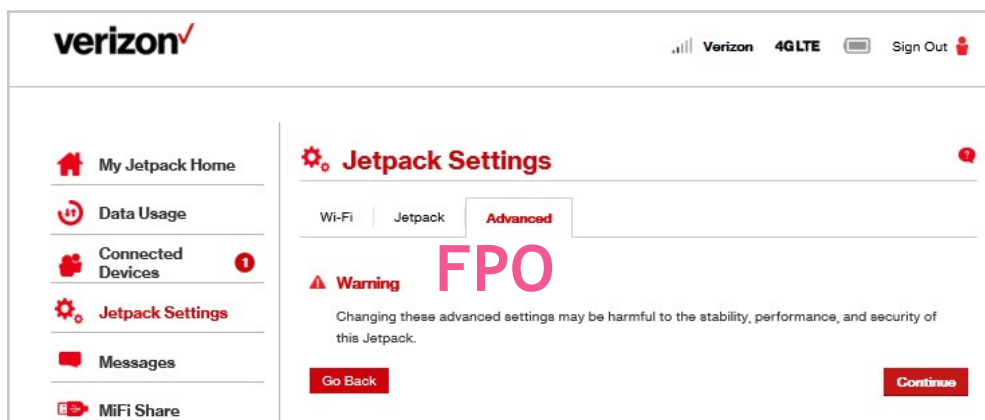 verizon
Verizon 4GLTE Sign Out
My Jetpack Home
Data Usage
Connected
Devices
1
Jetpack Settings
Messages
MiFi Share
Jetpack Settings
?
Wi-Fi Jetpack Advanced
FPO
Warning
Changing these advanced settings may be harmful to the stability, performance, and security of
this Jetpack.
Go Back Continue